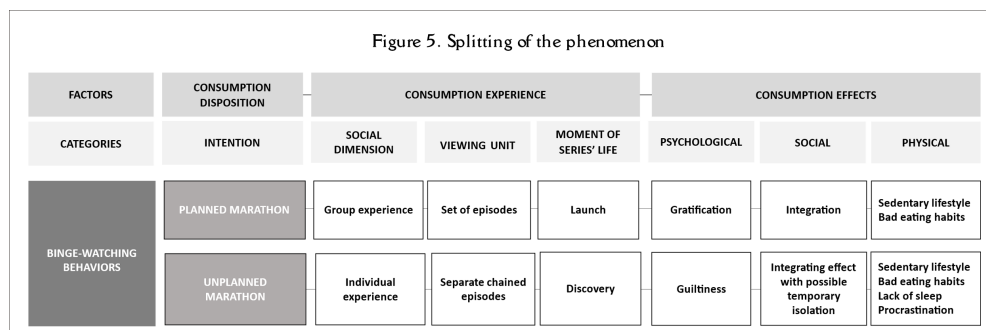 Figure 5. Splitting of the phenomenon
FACTORS
CONSUMPTION
DISPOSITION
CONSUMPTION EXPERIENCE
CONSUMPTION EFFECTS
CATEGORIES
INTENTION
SOCIAL
DIMENSION
VIEWING UNIT
MOMENT OF
SERIES' LIFE
PSYCHOLOGICAL
SOCIAL
PHYSICAL
BINGE-WATCHING
BEHAVIORS
PLANNED MARATHON
Group experience
Set of episodes
Launch
Gratification
Integration
Sedentary lifestyle
Bad eating habits
UNPLANNED
MARATHON
Individual
experience
Separate chained
episodes
Discovery
Guiltiness
Integrating effect
with possible
temporary
isolation
Sedentary lifestyle
Bad eating habits
Lack of sleep
Procrastination